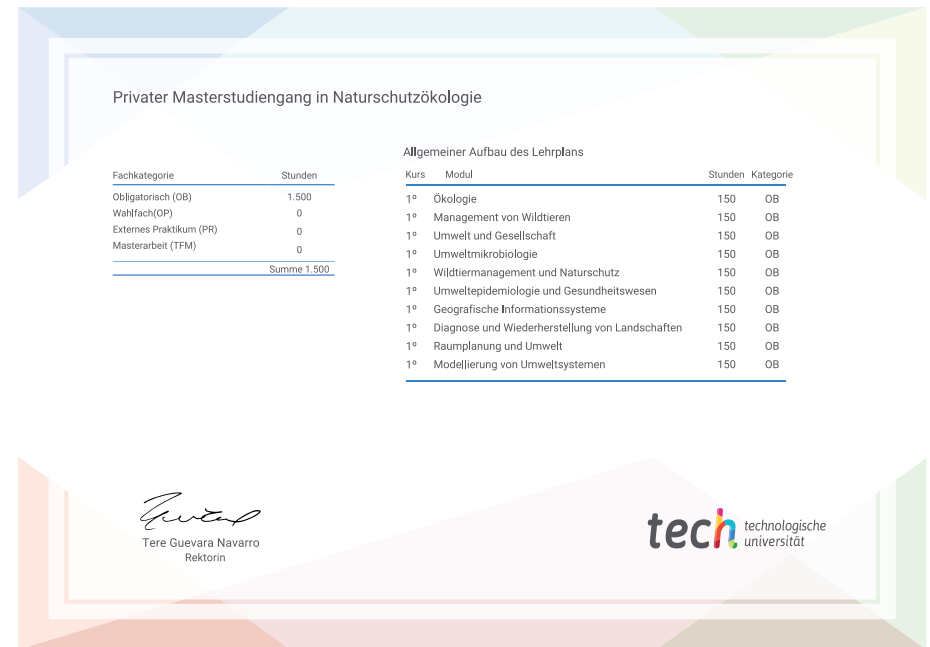 Privater Masterstudiengang in Naturschutzökologie
Fachkategorie Stunden
Obligatorisch (OB) 1.500
Wahlfach(OP) 0
Externes Praktikum (PR) 0
Masterarbeit (TFM) 0
Summe 1.500
Allgemeiner Aufbau des Lehrplans
Kurs Modul Stunden Kategorie
1º Ökologie 150 OB
1º Management von Wildtieren 150 OB
1º Umwelt und Gesellschaft 150 OB
1º Umweltmikrobiologie 150 OB
1º Wildtiermanagement und Naturschutz 150 OB
1º Umweltepidemiologie und Gesundheitswesen 150 OB
1º Geografische Informationssysteme 150 OB
1º Diagnose und Wiederherstellung von Landschaften 150 OB
1º Raumplanung und Umwelt 150 OB
1º Modellierung von Umweltsystemen 150 OB
Tere Guevara Navarro
Rektorin
tech technologische
universität